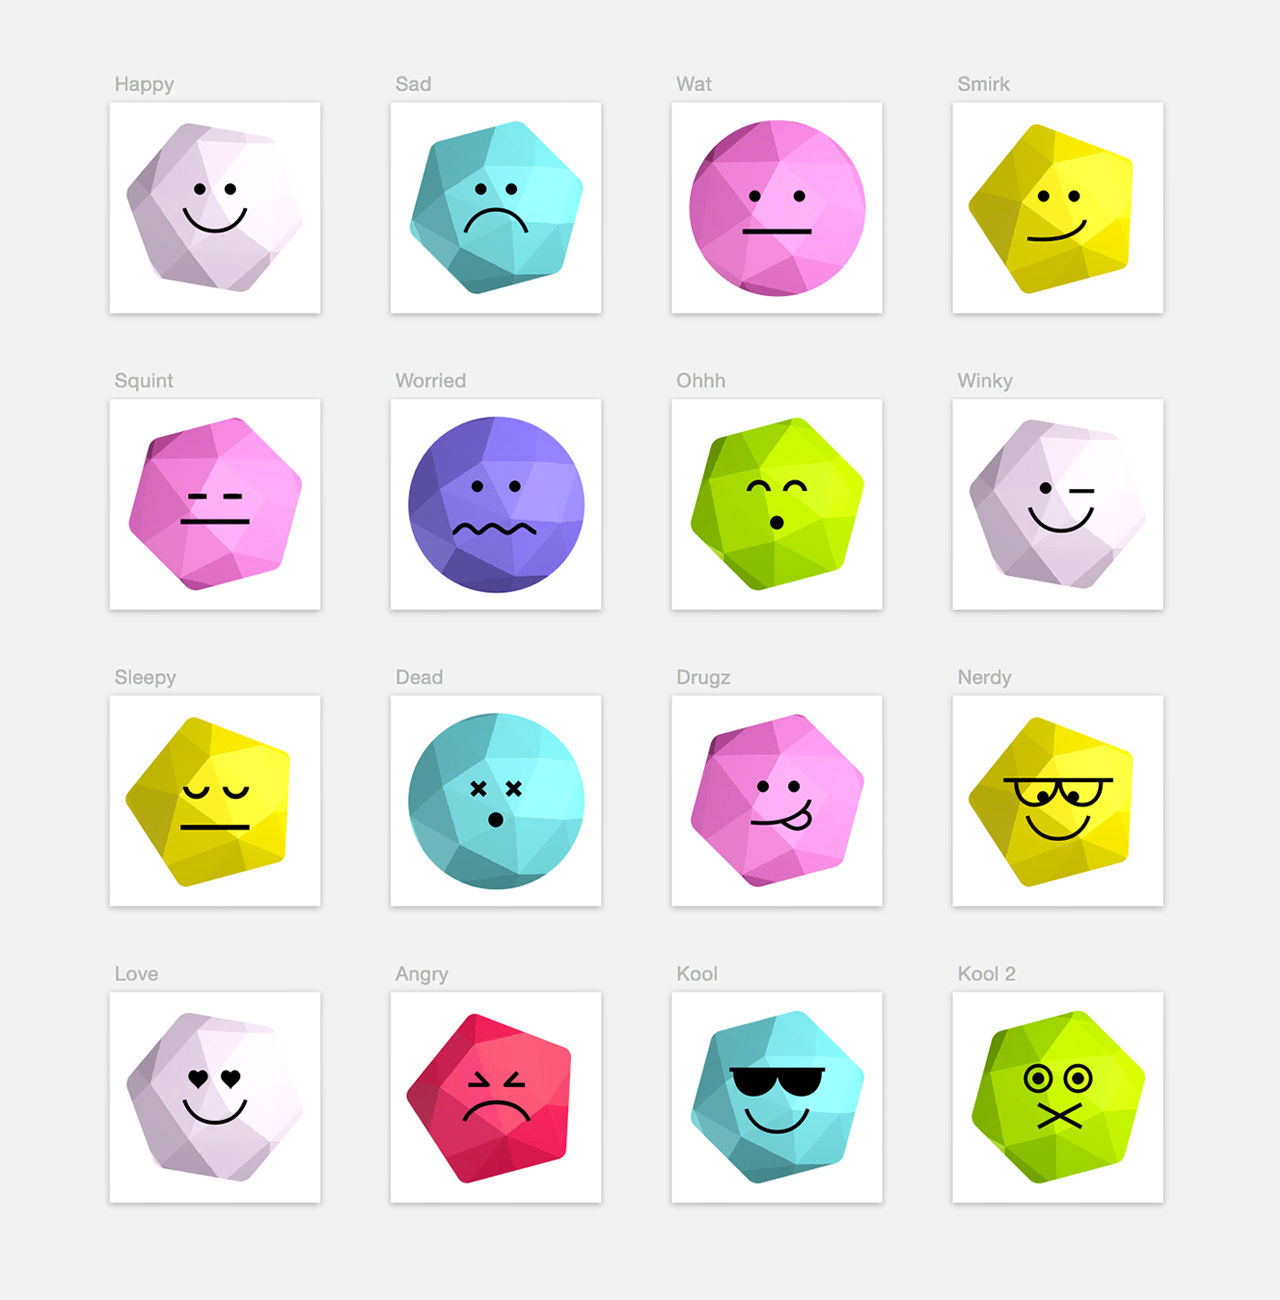 Happy
Sad
Wat
Smirk
Squint
Worried
Ohhh
Winky
Sleepy
Dead
Drugz
Nerdy
Love
Angry
Kool
Kool 2